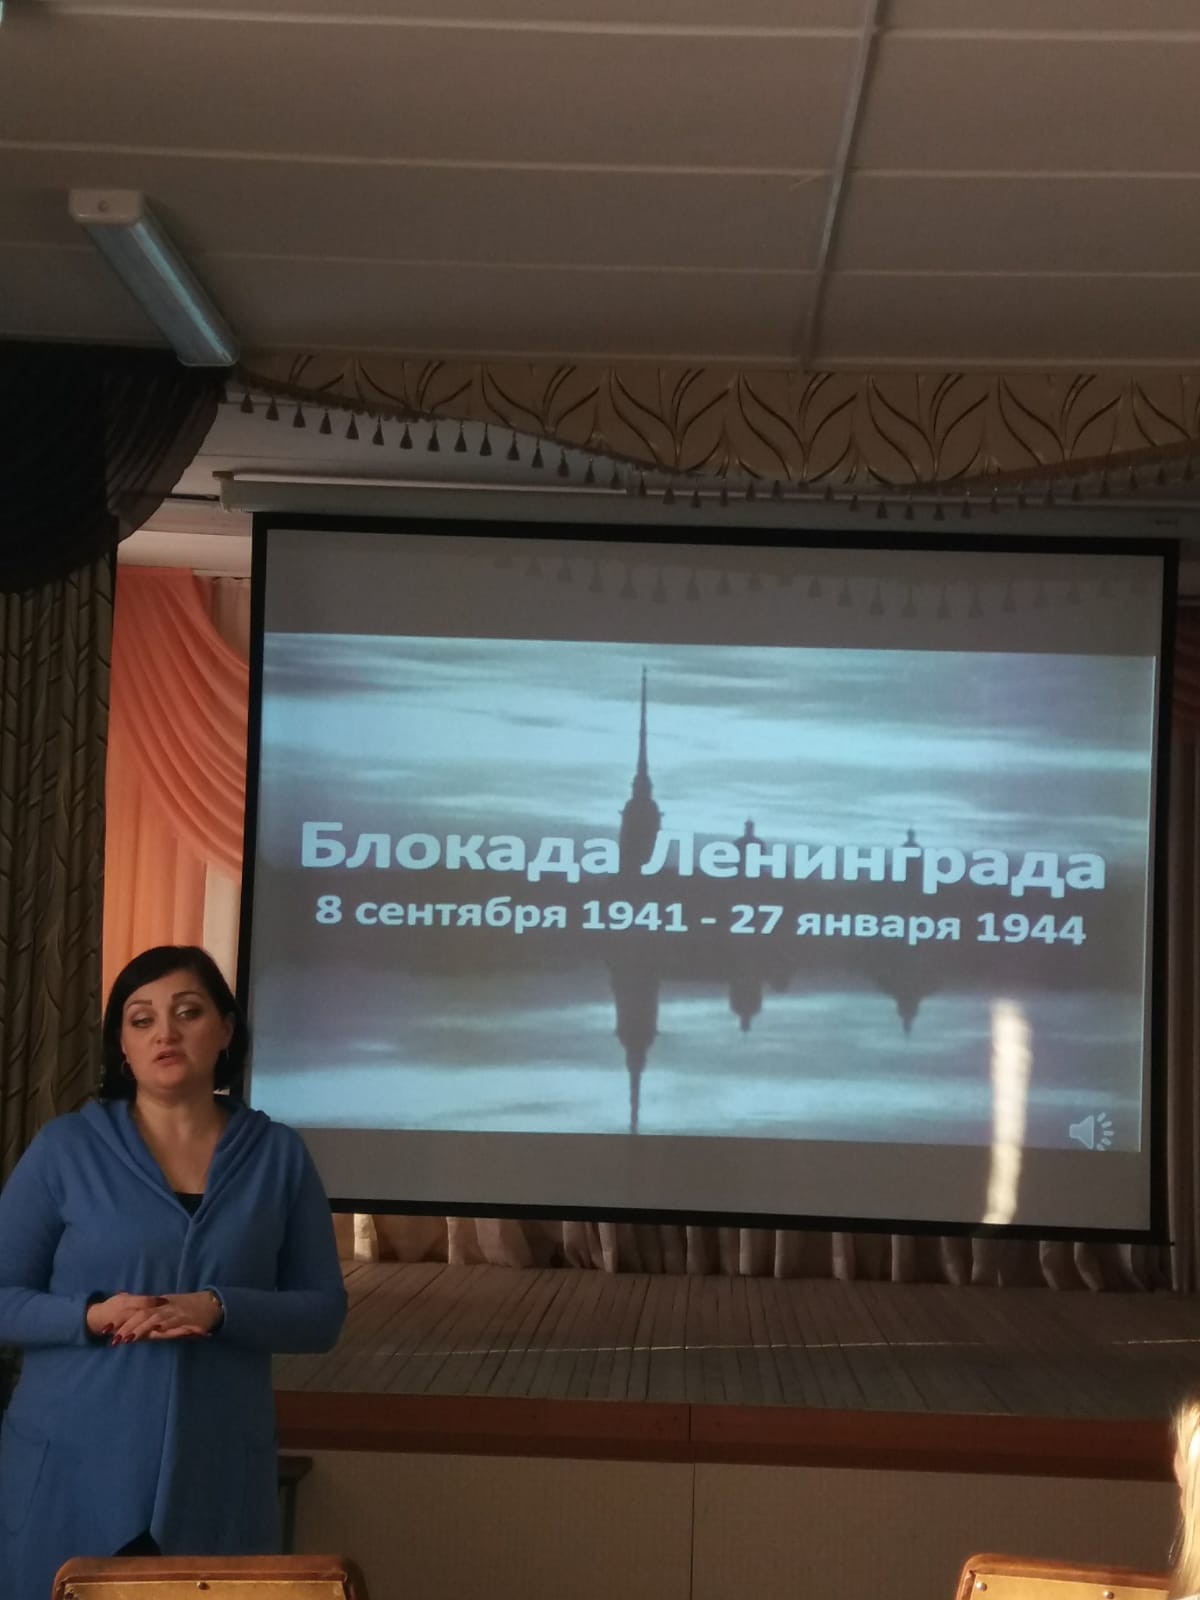 Блокада Ленинграда
8 сентября 1941 - 27 января 1944